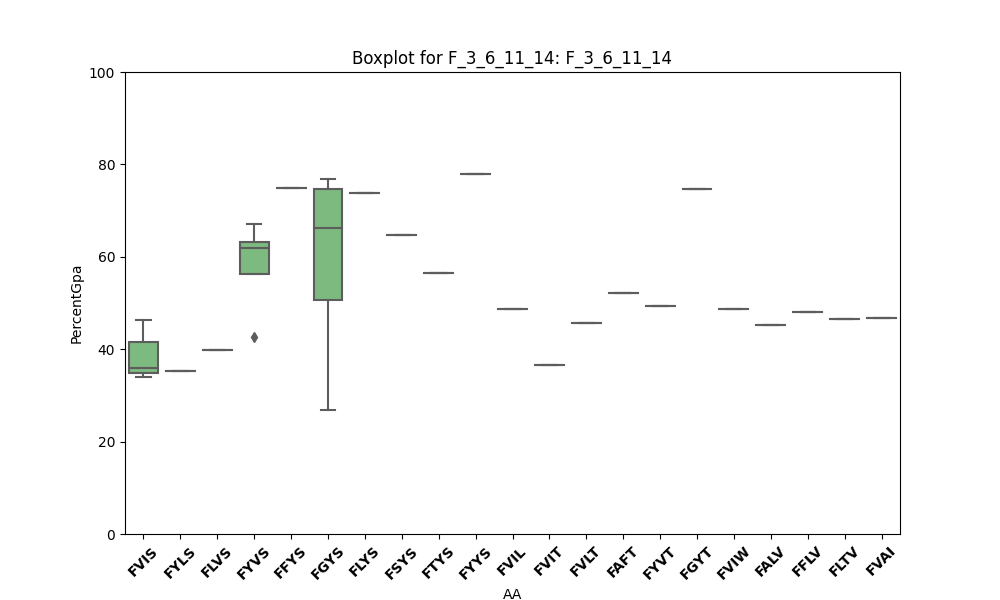 Boxplot for F_3_6_11_14: F_3_6_11_14
100
80
60
40
20
0
PercentGpa
FVIS FYLS FLVS FYVS FFYS FGYS FLYS FSYS FTYS FYYS FVIL FVIT FVLT FAFT FYVT FGYT FVIW FALV FFLV FLTV FVAI
AA